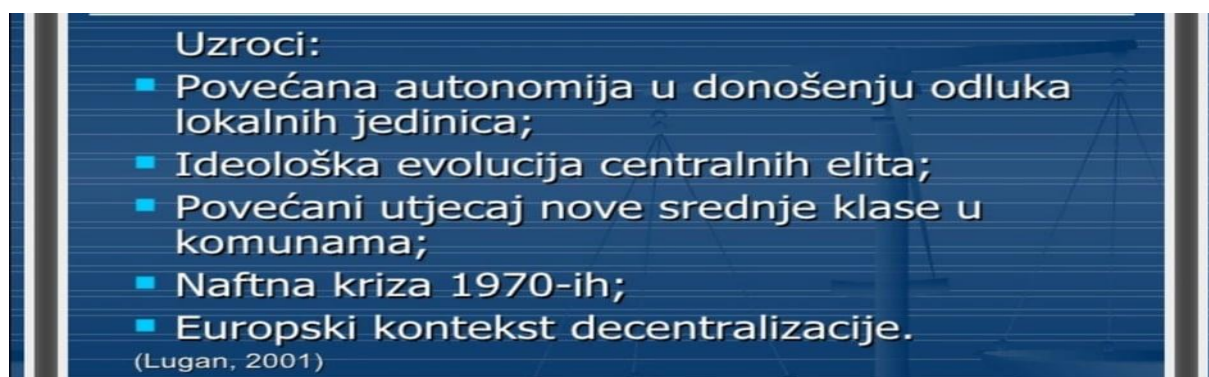 Uzroci:
Povećana autonomija u donošenju odluka
lokalnih jedinica;
Ideološka evolucija centralnih elita;
Povećani utjecaj nove srednje klase u
komunama;
Naftna kriza 1970-ih;
Europski kontekst decentralizacije.
(Lugan, 2001)